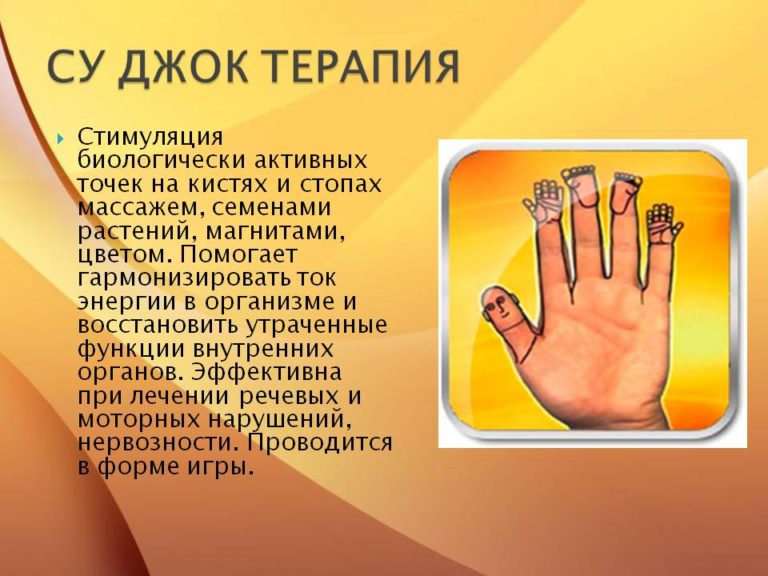 СУ ДЖОК ТЕРАПИЯ
Стимуляция
биологически активных
точек на кистях и стопах
массажем, семенами
растений, магнитами,
цветом. Помогает
гармонизировать ток
энергии в организме и
восстановить утраченные
функции внутренних
органов. Эффективна
при лечении речевых и
моторных нарушений,
нервозности. Проводится
в форме игры.